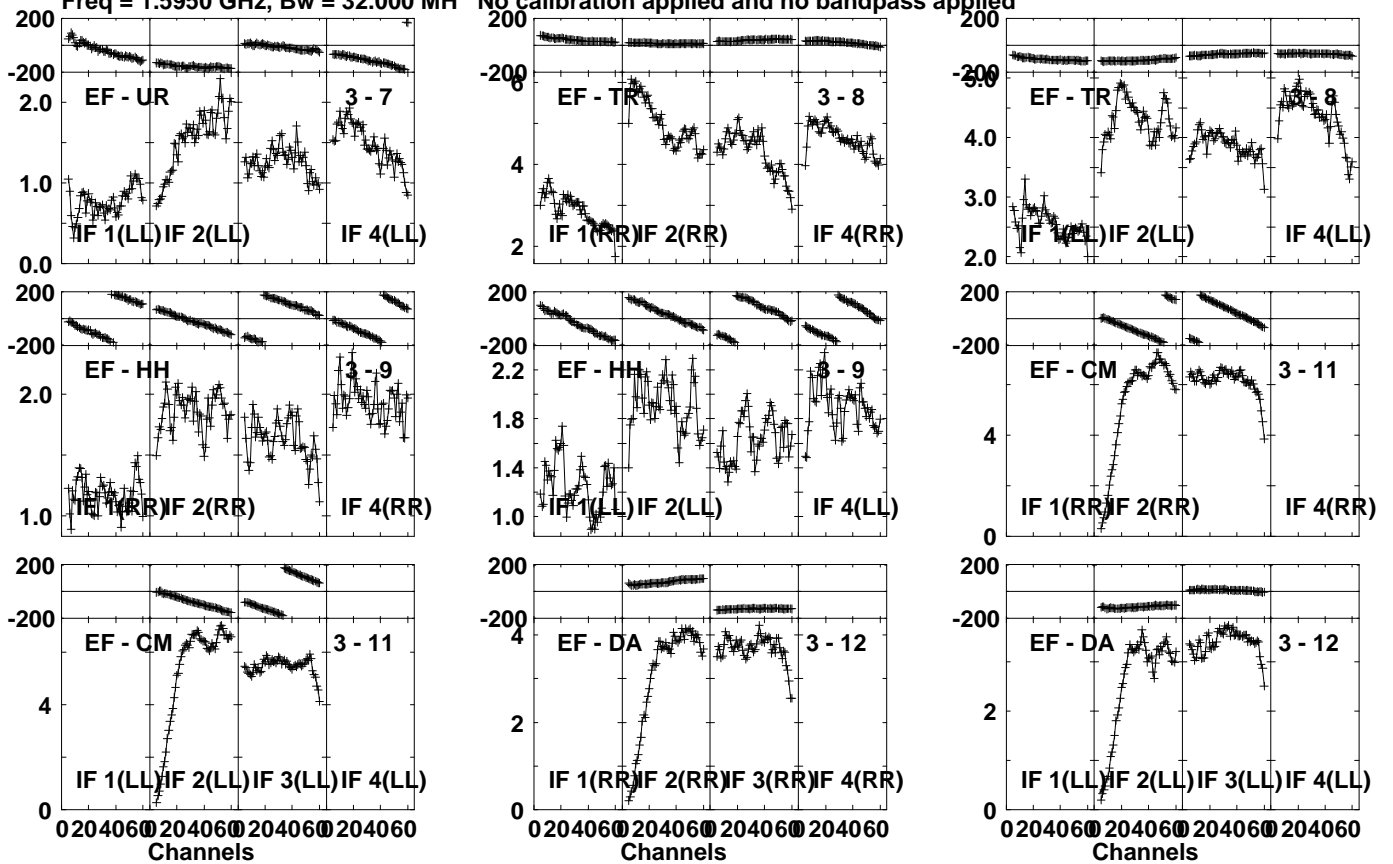 Freq = 1.5950 GHz, Bw = 32.000 MH No calibration applied and no bandpass applied
200
-200
EF - UR 3 - 7
2.0
1.0
0.0
IF 1(LL) IF 2(LL) IF 4(LL)
200
-200
6
EF - TR 3 - 8
4
2
IF 1(RR) IF 2(RR) IF 4(RR)
200
-200
5.0
EF - TR 3 - 8
4.0
3.0
2.0
IF 1(LL) IF 2(LL) IF 4(LL)
200
-200
EF - HH 3 - 9
2.0
1.0
IF 1(RR) IF 2(RR) IF 4(RR)
200
-200
EF - HH 3 - 9
2.2
1.8
1.4
1.0
IF 1(LL) IF 2(LL) IF 4(LL)
200
-200
EF - CM 3 - 11
4
0
IF 1(RR) IF 2(RR) IF 4(RR)
200
-200
EF - CM 3 - 11
4
0
IF 1(LL) IF 2(LL) IF 3(LL) IF 4(LL)
0 20 40 60 0 20 40 60 0 20 40 60 0 20 40 60
Channels
200
-200
4
EF - DA 3 - 12
2
0
IF 1(RR) IF 2(RR) IF 3(RR) IF 4(RR)
0 20 40 60 0 20 40 60 0 20 40 60 0 20 40 60
Channels
200
-200
EF - DA 3 - 12
2
0
IF 1(LL) IF 2(LL) IF 3(LL) IF 4(LL)
0 20 40 60 0 20 40 60 0 20 40 60 0 20 40 60
Channels